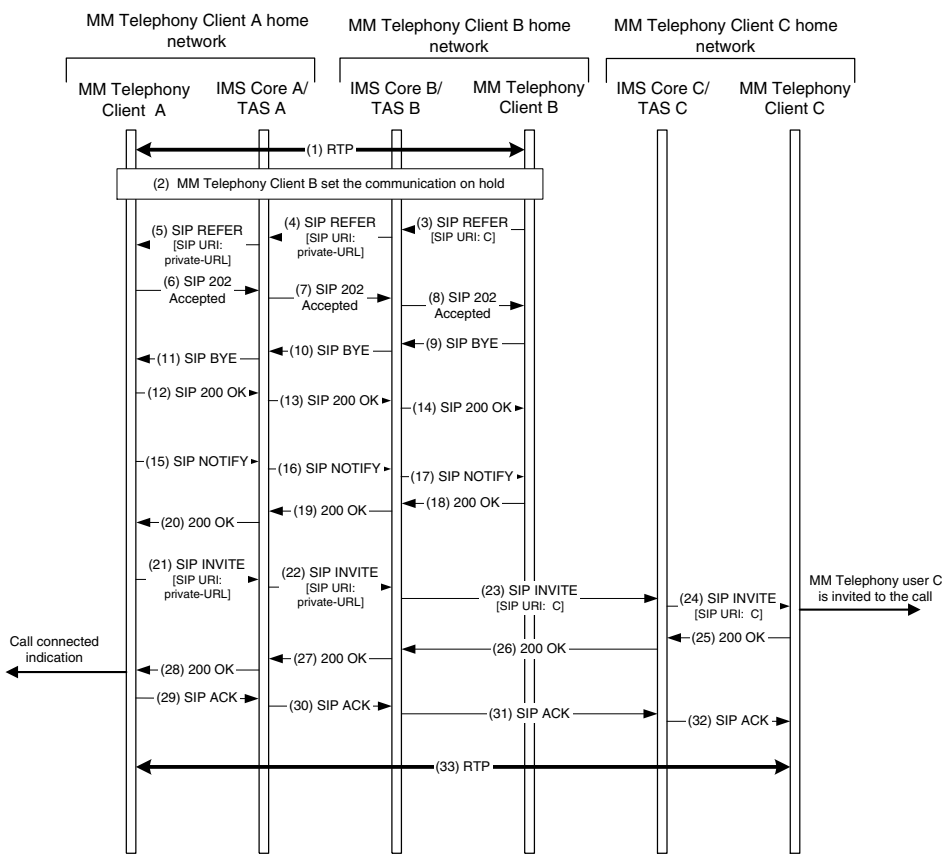 MM Telephony Client A home
network
MM Telephony Client B home
network
MM Telephony Client C home
network
MM Telephony
Client A
IMS Core A/
TAS A
IMS Core B/
TAS B
MM Telephony
Client B
IMS Core C/
TAS C
MM Telephony
Client C
(1) RTP
(2) MM Telephony Client B set the communication on hold
(3) SIP REFER
[SIP URI: C]
(4) SIP REFER
[SIP URI:
private-URL]
(5) SIP REFER
[SIP URI:
private-URL]
(6) SIP 202
Accepted
(7) SIP 202
Accepted
(8) SIP 202
Accepted
(9) SIP BYE
(10) SIP BYE
(11) SIP BYE
(12) SIP 200 OK
(13) SIP 200 OK
(14) SIP 200 OK
(15) SIP NOTIFY
(16) SIP NOTIFY
(17) SIP NOTIFY
(18) 200 OK
(19) 200 OK
(20) 200 OK
(21) SIP INVITE
[SIP URI:
private-URL]
(22) SIP INVITE
[SIP URI:
private-URL]
(23) SIP INVITE
[SIP URI: C]
(24) SIP INVITE
[SIP URI: C]
MM Telephony user C
is invited to the call
(25) 200 OK
(26) 200 OK
(27) 200 OK
(28) 200 OK
Call connected
indication
(29) SIP ACK
(30) SIP ACK
(31) SIP ACK
(32) SIP ACK
(33) RTP